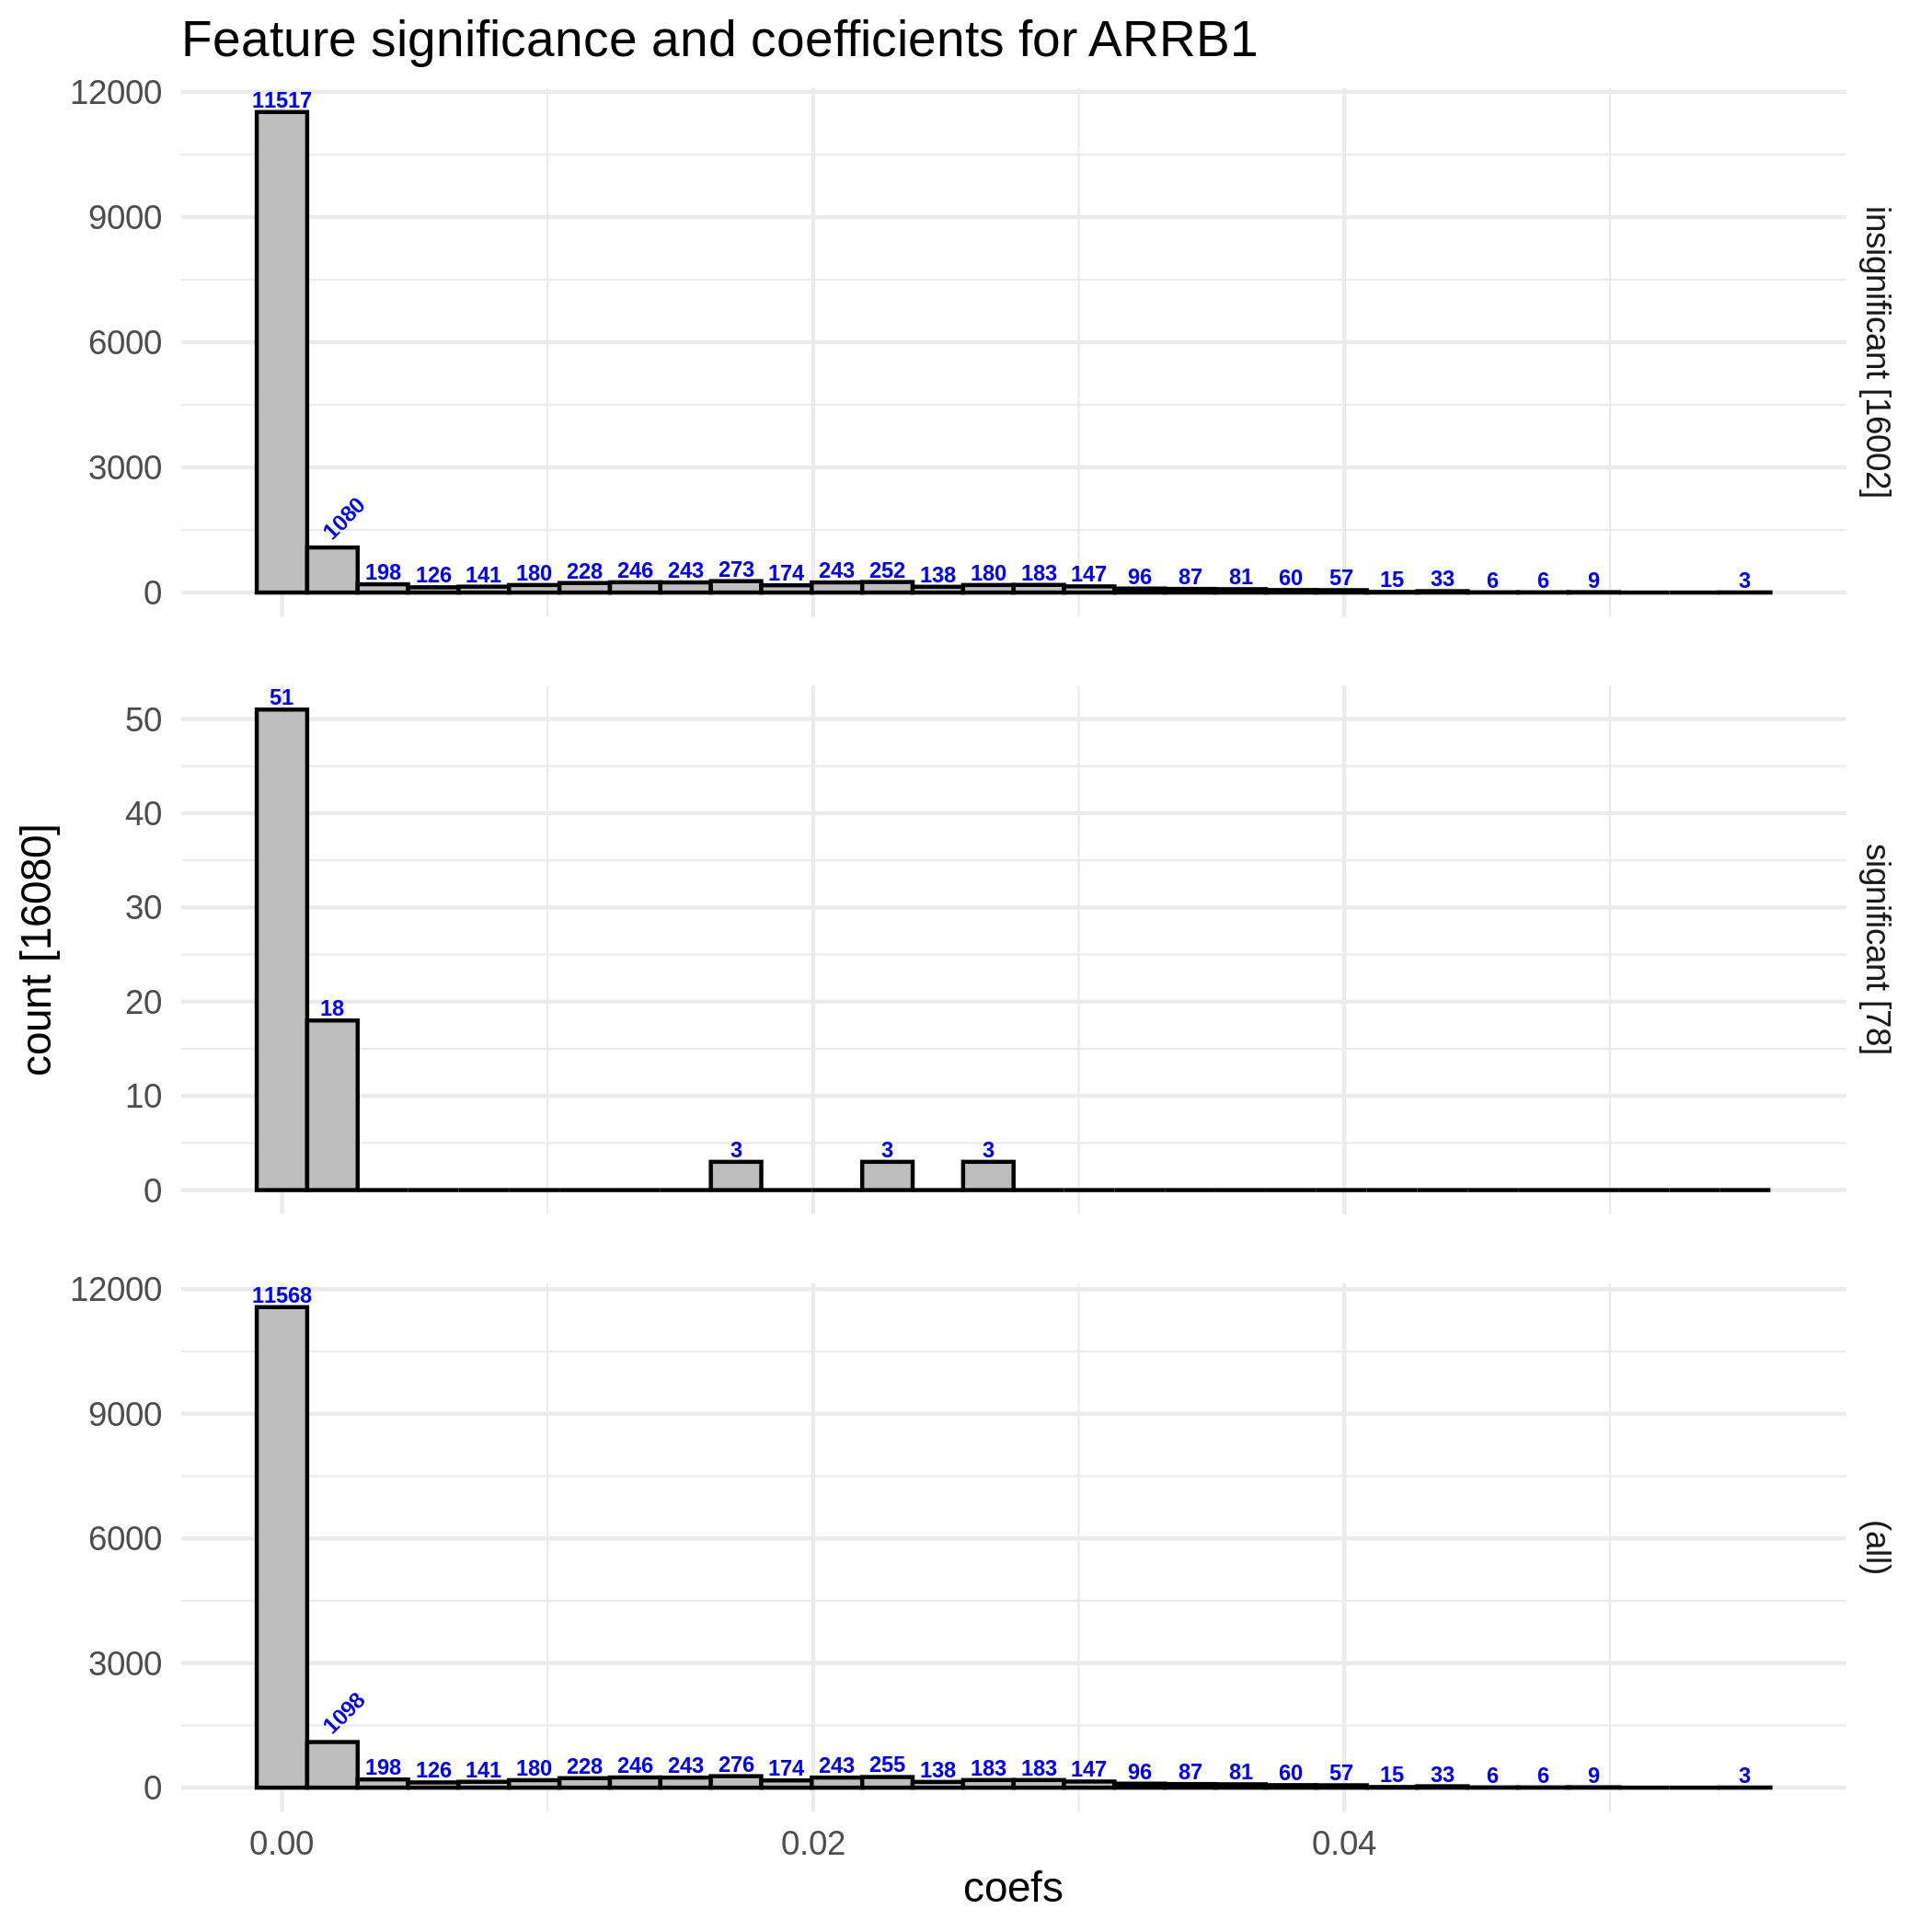 Feature significance and coefficients for ARRB1
12000
9000
6000
3000
0
11517
1080
198 126 141 180 228 246 243 273 174 243 252 138 180 183 147 96 87 81 60 57 15 33 6 6 9 3
insignificant [16002]
count [16080]
50
40
30
20
10
0
51
18
3 3 3
significant [78]
12000
9000
6000
3000
0
11568
1098
198 126 141 180 228 246 243 276 174 243 255 138 183 183 147 96 87 81 60 57 15 33 6 6 9 3
(all)
0.00 0.02 0.04
coefs